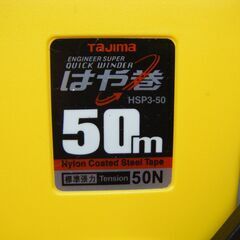 TAJIMA
ENGINEER SUPER
QUICK WINDER
はや巻
HSP3-50
50m
Nylon Coated Steel Tape
標準張力 Tension 50N